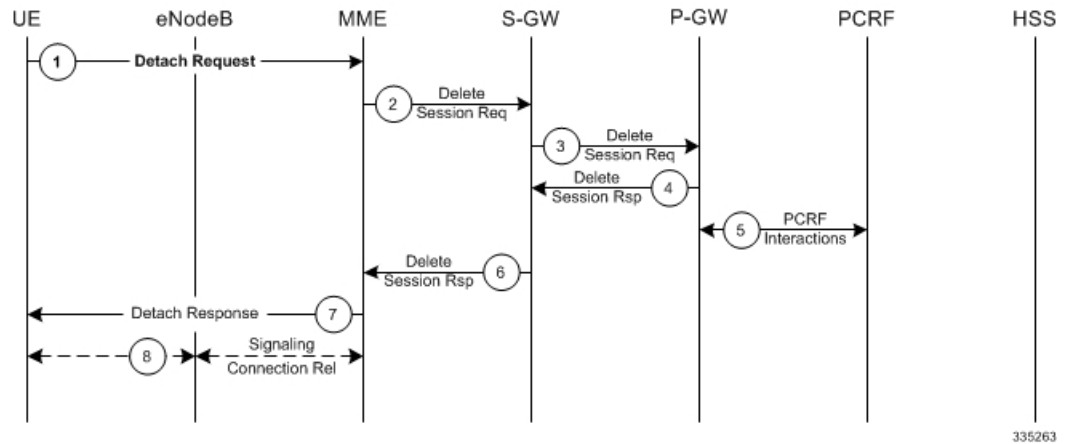 UE eNodeB MME S-GW P-GW PCRF HSS
1 Detach Request
2 Delete
Session Req
3 Delete
Session Req
Delete 4
Session Rsp
5 PCRF
Interactions
Delete 6
Session Rsp
Detach Response 7
8 Signaling
Connection Rel
335263